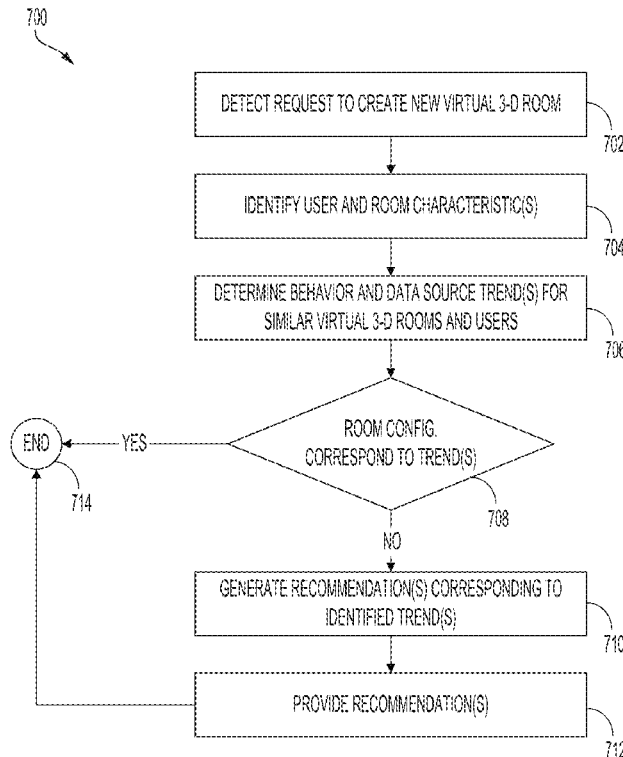 700
DETECT REQUEST TO CREATE NEW VIRTUAL 3-D ROOM
702
IDENTIFY USER AND ROOM CHARACTERISTIC(S)
704
DETERMINE BEHAVIOR AND DATA SOURCE TREND(S) FOR
SIMILAR VIRTUAL 3-D ROOMS AND USERS
706
ROOM CONFIG.
CORRESPOND TO TREND(S)
708
YES
END
714
NO
GENERATE RECOMMENDATION(S) CORRESPONDING TO
IDENTIFIED TREND(S)
710
PROVIDE RECOMMENDATION(S)
712